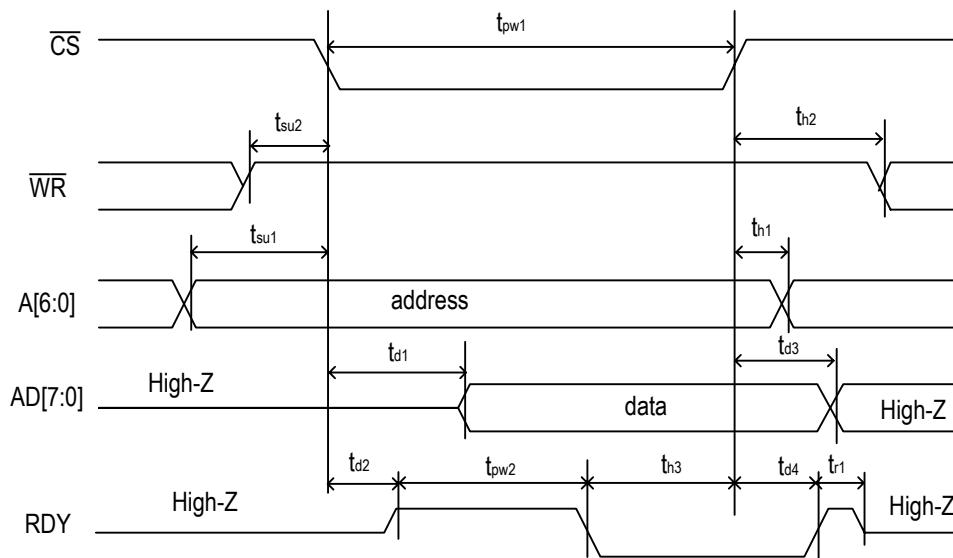 CS
tpw1
tsu2
th2
WR
tsu1
th1
A[6:0]
address
td1
td3
High-Z
AD[7:0]
data
High-Z
td2
tpw2
th3
td4
tr1
High-Z
High-Z
RDY